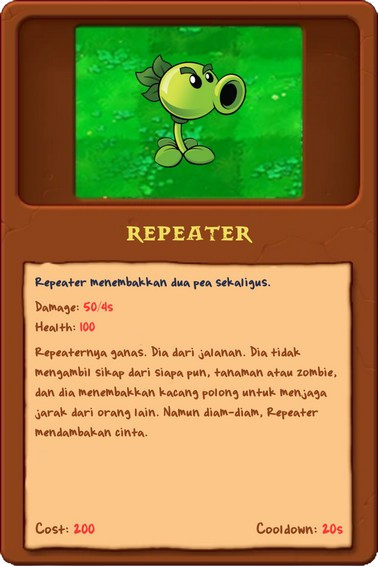 REPEATER
Repeater menembakkan dua pea sekaligus.
Damage: 50/4s
Health: 100
Repeaternya ganas. Dia dari jalanan. Dia tidak
mengambil sikap dari siapa pun, tanaman atau zombie,
dan dia menembakkan kacang polong untuk menjaga
jarak dari orang lain. Namun diam-diam, Repeater
mendambakan cinta.
Cost: 200 Cooldown: 20s